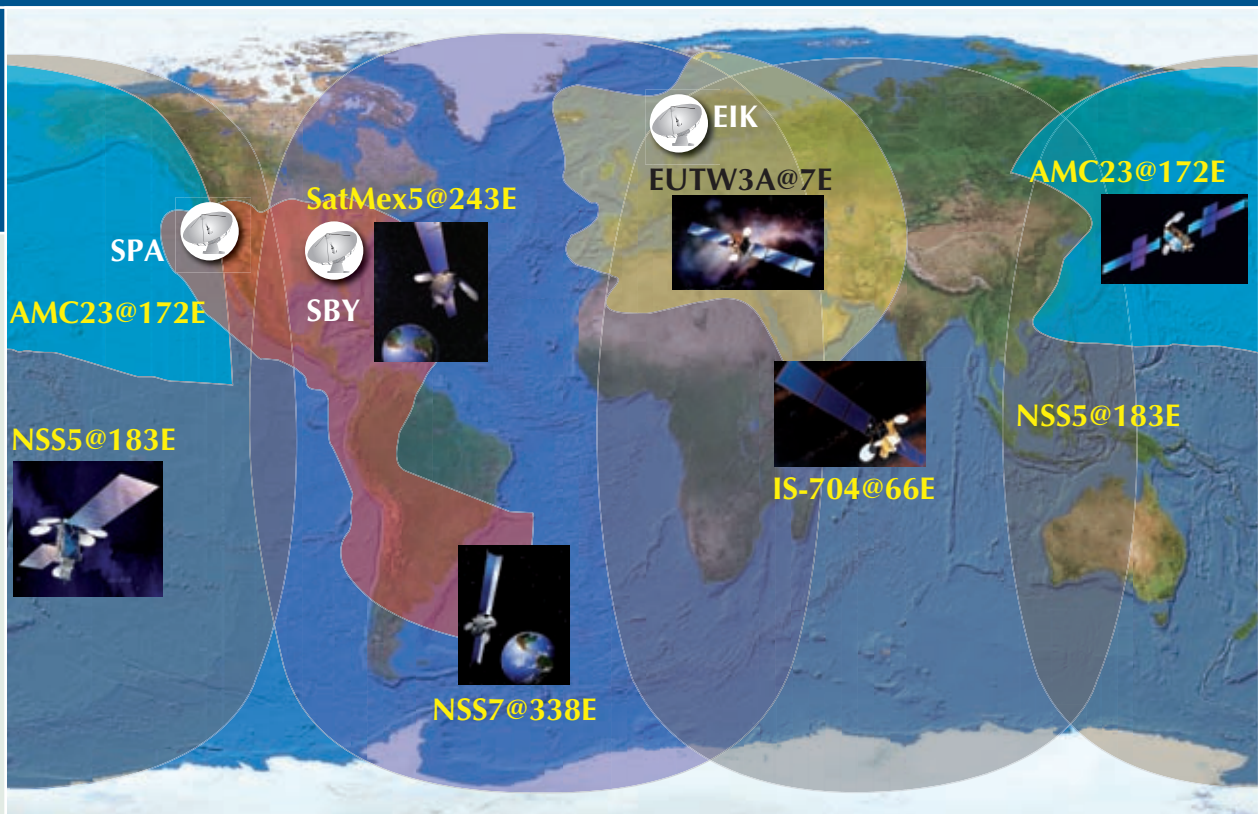 EIK
AMC23@172E
EUTW3A@7E
SatMex5@243E
SPA
AMC23@172E
SBY
NSS5@183E
NSS5@183E
IS-704@66E
NSS7@338E